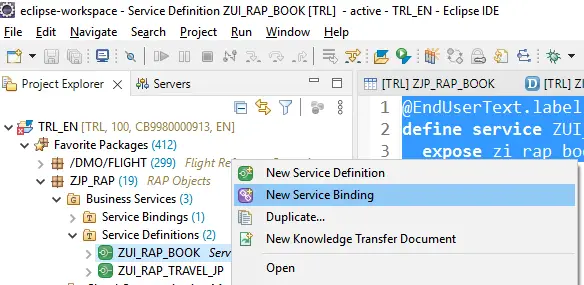 eclipse-workspace - Service Definition ZUI_RAP_BOOK [TRL] - active - TRL_EN - Eclipse IDE
File Edit Navigate Search Project Run Window Help
Project Explorer Servers
[TRL] ZJP_RAP_BOOK [TRL] ZUI_
TRL_EN [TRL, 100, CB9980000913, EN]
Favorite Packages (412)
/DMO/FLIGHT (299) Flight Re
ZJP_RAP (19) RAP Objects
Business Services (3)
Service Bindings (1)
Service Definitions (2)
ZUI_RAP_BOOK Serv
ZUI_RAP_TRAVEL_JP
1 @EndUserText.label
2 define service ZUI_
3 expose zi_rap_bo
New Service Definition
New Service Binding
Duplicate...
New Knowledge Transfer Document
Open